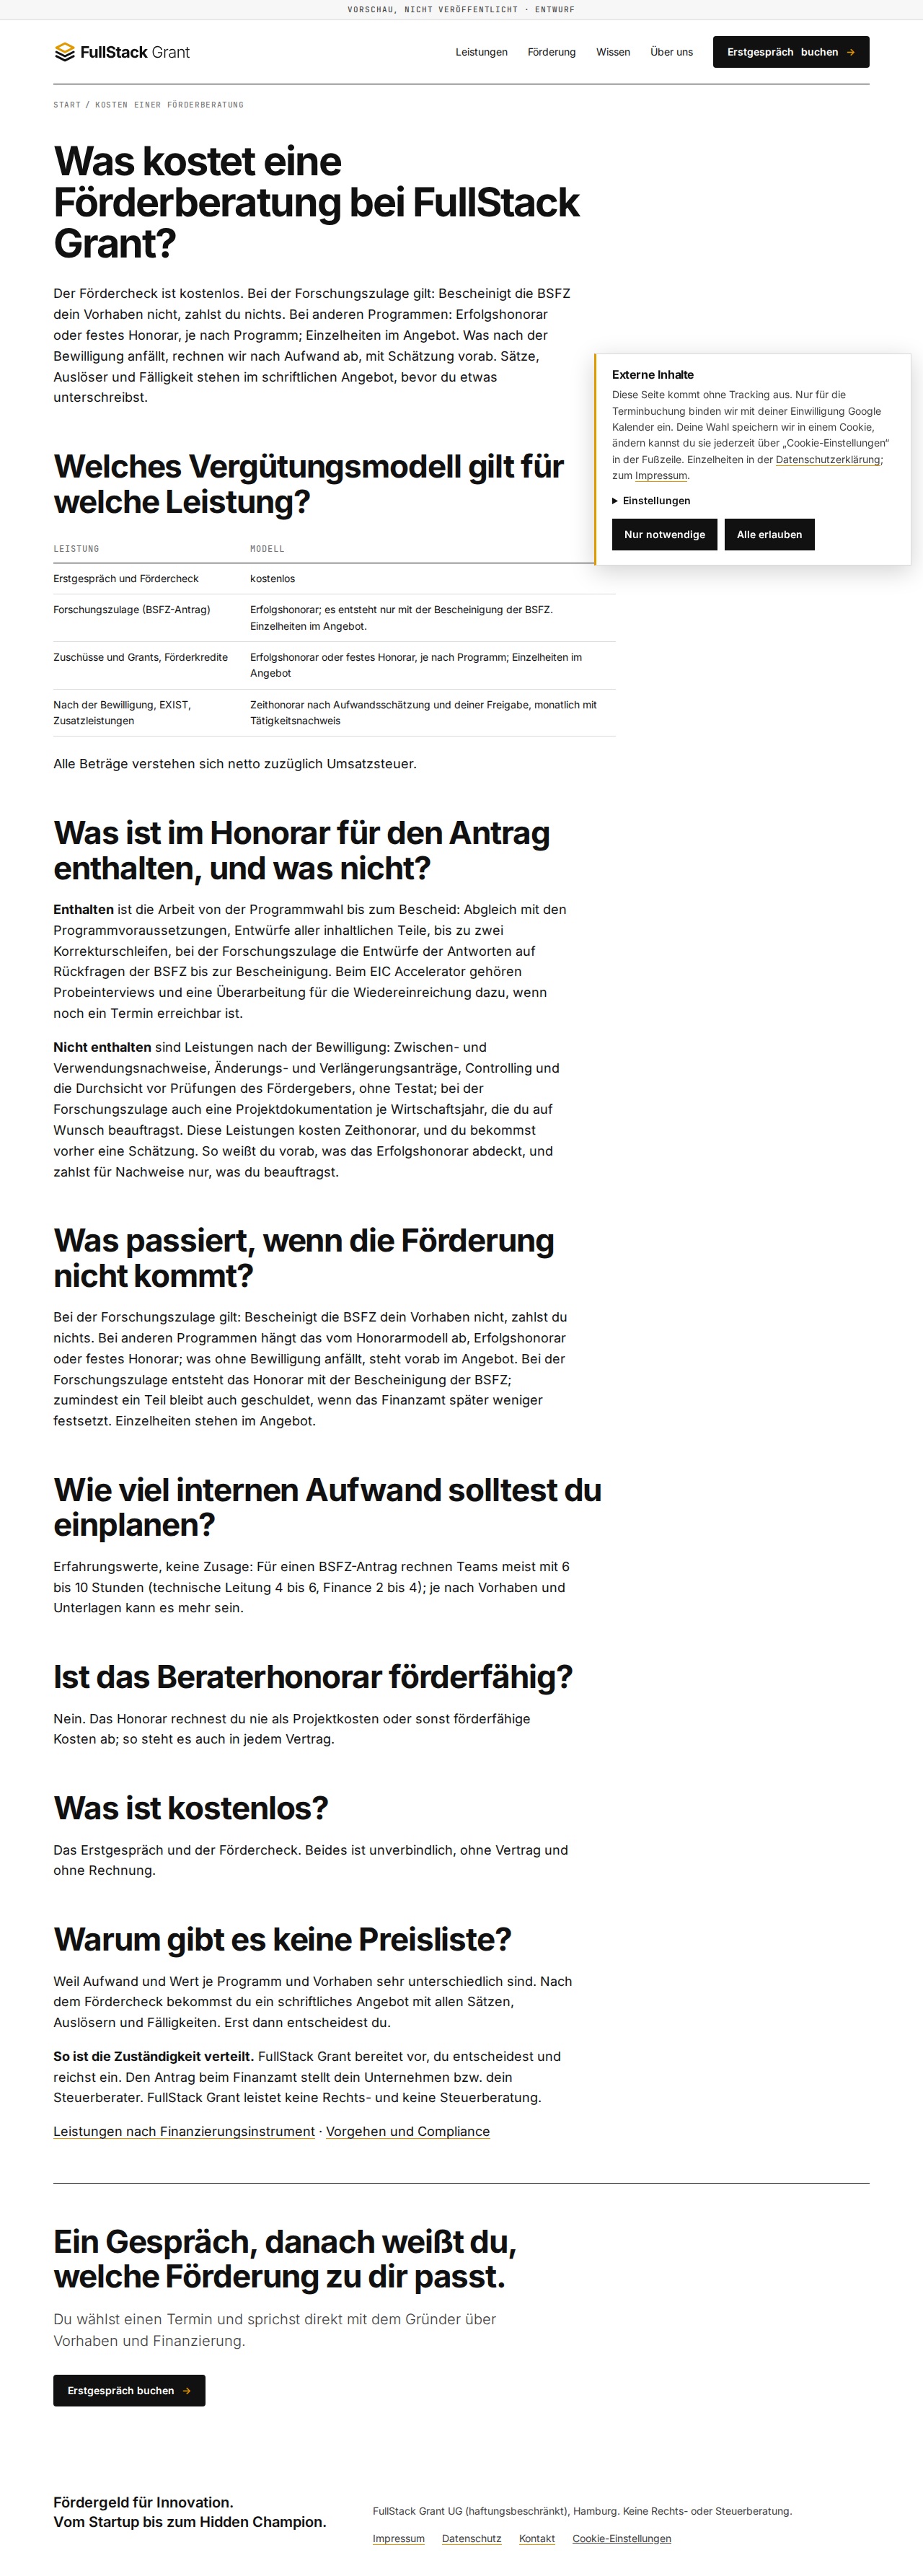 VORSCHAU, NICHT VERÖFFENTLICHT · ENTWURF
FullStack Grant
Leistungen Förderung Wissen Über uns Erstgespräch buchen →
START / KOSTEN EINER FÖRDERBERATUNG
Was kostet eine
Förderberatung bei FullStack
Grant?
Der Fördercheck ist kostenlos. Bei der Forschungszulage gilt: Bescheinigt die BSFZ
dein Vorhaben nicht, zahlst du nichts. Bei anderen Programmen: Erfolgshonorar
oder festes Honorar, je nach Programm; Einzelheiten im Angebot. Was nach der
Bewilligung anfällt, rechnen wir nach Aufwand ab, mit Schätzung vorab. Sätze,
Auslöser und Fälligkeit stehen im schriftlichen Angebot, bevor du etwas
unterschreibst.
Externe Inhalte
Diese Seite kommt ohne Tracking aus. Nur für die
Terminbuchung binden wir mit deiner Einwilligung Google
Kalender ein. Deine Wahl speichern wir in einem Cookie,
ändern kannst du sie jederzeit über „Cookie-Einstellungen“
in der Fußzeile. Einzelheiten in der Datenschutzerklärung;
zum Impressum.
▶ Einstellungen
Nur notwendige Alle erlauben
Welches Vergütungsmodell gilt für
welche Leistung?
LEISTUNG MODELL
Erstgespräch und Fördercheck kostenlos
Forschungszulage (BSFZ-Antrag) Erfolgshonorar; es entsteht nur mit der Bescheinigung der BSFZ.
Einzelheiten im Angebot.
Zuschüsse und Grants, Förderkredite Erfolgshonorar oder festes Honorar, je nach Programm; Einzelheiten im
Angebot
Nach der Bewilligung, EXIST, Zeithonorar nach Aufwandsschätzung und deiner Freigabe, monatlich mit
Zusatzleistungen Tätigkeitsnachweis
Alle Beträge verstehen sich netto zuzüglich Umsatzsteuer.
Was ist im Honorar für den Antrag
enthalten, und was nicht?
Enthalten ist die Arbeit von der Programmwahl bis zum Bescheid: Abgleich mit den
Programmvoraussetzungen, Entwürfe aller inhaltlichen Teile, bis zu zwei
Korrekturschleifen, bei der Forschungszulage die Entwürfe der Antworten auf
Rückfragen der BSFZ bis zur Bescheinigung. Beim EIC Accelerator gehören
Probeinterviews und eine Überarbeitung für die Wiedereinreichung dazu, wenn
noch ein Termin erreichbar ist.
Nicht enthalten sind Leistungen nach der Bewilligung: Zwischen- und
Verwendungsnachweise, Änderungs- und Verlängerungsanträge, Controlling und
die Durchsicht vor Prüfungen des Fördergebers, ohne Testat; bei der
Forschungszulage auch eine Projektdokumentation je Wirtschaftsjahr, die du auf
Wunsch beauftragst. Diese Leistungen kosten Zeithonorar, und du bekommst
vorher eine Schätzung. So weißt du vorab, was das Erfolgshonorar abdeckt, und
zahlst für Nachweise nur, was du beauftragst.
Was passiert, wenn die Förderung
nicht kommt?
Bei der Forschungszulage gilt: Bescheinigt die BSFZ dein Vorhaben nicht, zahlst du
nichts. Bei anderen Programmen hängt das vom Honorarmodell ab, Erfolgshonorar
oder festes Honorar; was ohne Bewilligung anfällt, steht vorab im Angebot. Bei der
Forschungszulage entsteht das Honorar mit der Bescheinigung der BSFZ;
zumindest ein Teil bleibt auch geschuldet, wenn das Finanzamt später weniger
festsetzt. Einzelheiten stehen im Angebot.
Wie viel internen Aufwand solltest du
einplanen?
Erfahrungswerte, keine Zusage: Für einen BSFZ-Antrag rechnen Teams meist mit 6
bis 10 Stunden (technische Leitung 4 bis 6, Finance 2 bis 4); je nach Vorhaben und
Unterlagen kann es mehr sein.
Ist das Beraterhonorar förderfähig?
Nein. Das Honorar rechnest du nie als Projektkosten oder sonst förderfähige
Kosten ab; so steht es auch in jedem Vertrag.
Was ist kostenlos?
Das Erstgespräch und der Fördercheck. Beides ist unverbindlich, ohne Vertrag und
ohne Rechnung.
Warum gibt es keine Preisliste?
Weil Aufwand und Wert je Programm und Vorhaben sehr unterschiedlich sind. Nach
dem Fördercheck bekommst du ein schriftliches Angebot mit allen Sätzen,
Auslösern und Fälligkeiten. Erst dann entscheidest du.
So ist die Zuständigkeit verteilt. FullStack Grant bereitet vor, du entscheidest und
reichst ein. Den Antrag beim Finanzamt stellt dein Unternehmen bzw. dein
Steuerberater. FullStack Grant leistet keine Rechts- und keine Steuerberatung.
Leistungen nach Finanzierungsinstrument · Vorgehen und Compliance
Ein Gespräch, danach weißt du,
welche Förderung zu dir passt.
Du wählst einen Termin und sprichst direkt mit dem Gründer über
Vorhaben und Finanzierung.
Erstgespräch buchen →
Fördergeld für Innovation.
Vom Startup bis zum Hidden Champion.
FullStack Grant UG (haftungsbeschränkt), Hamburg. Keine Rechts- oder Steuerberatung.
Impressum Datenschutz Kontakt Cookie-Einstellungen